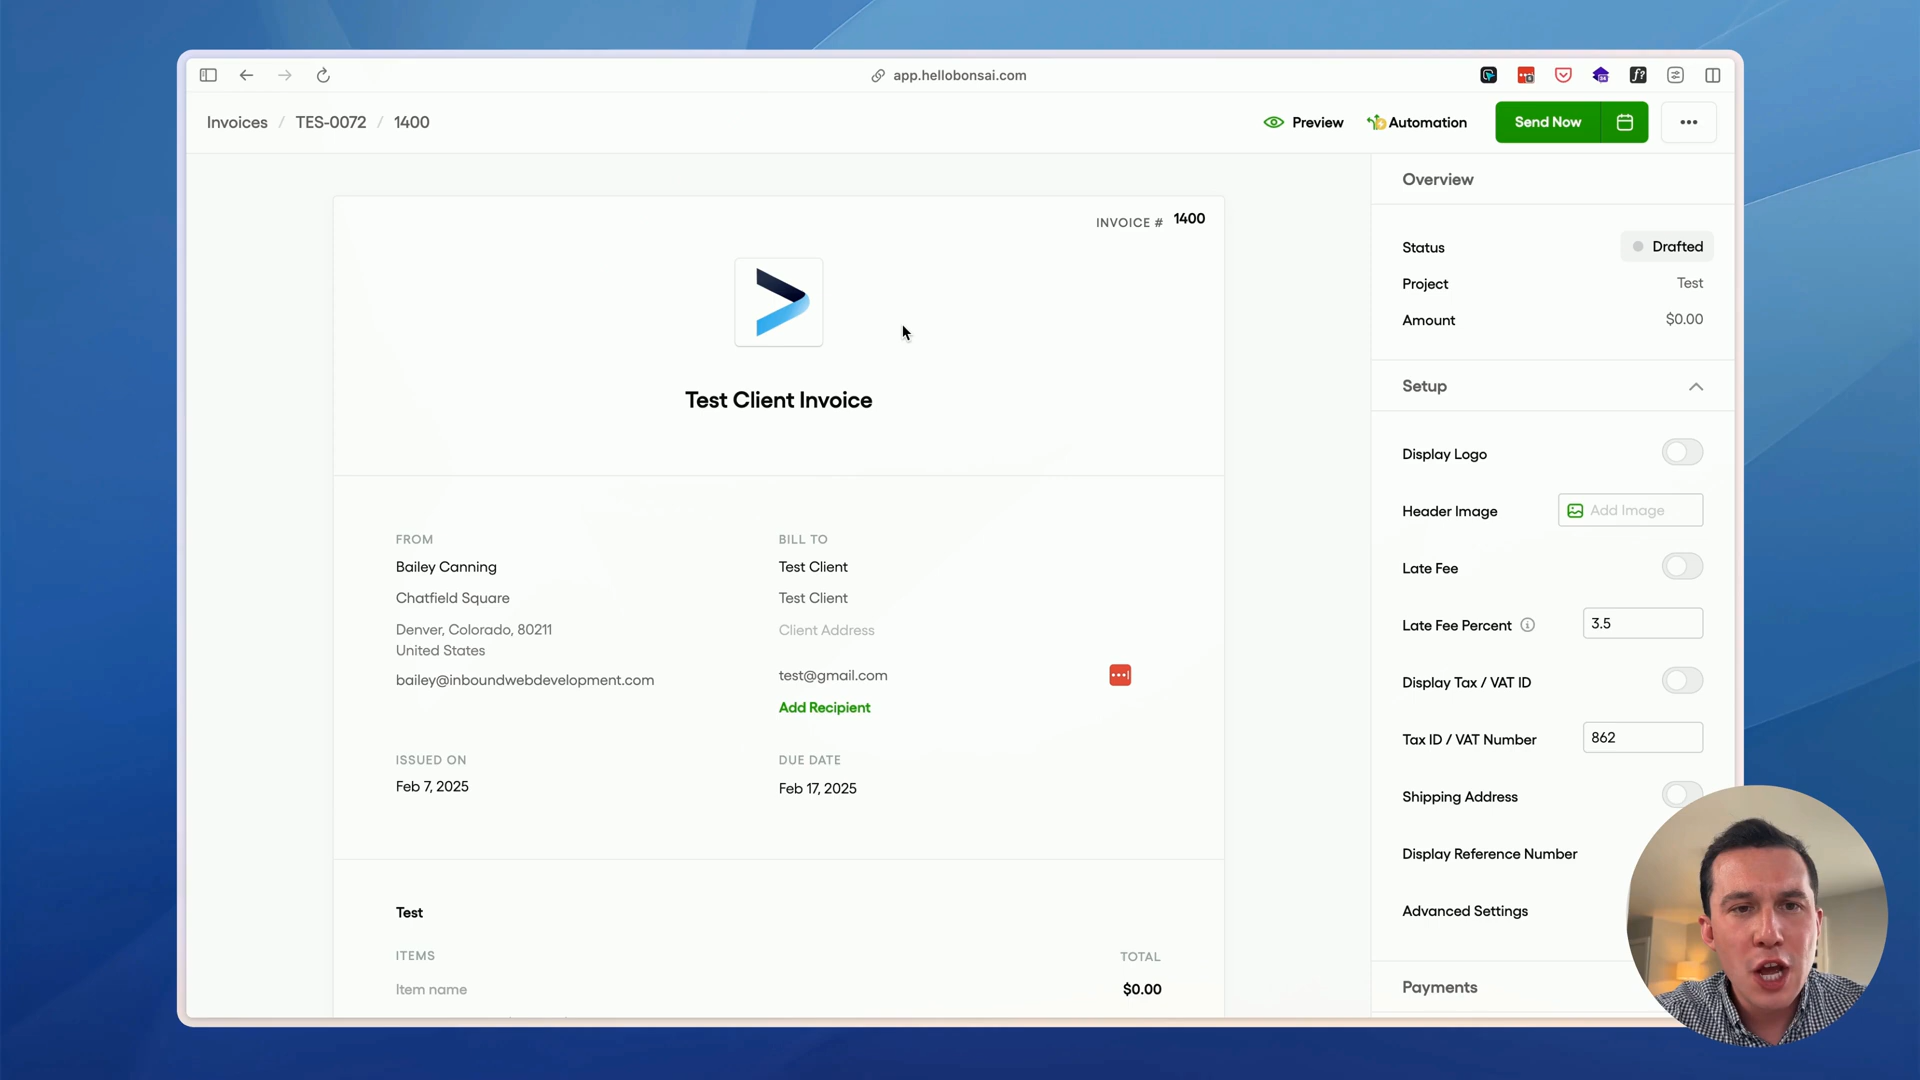 app.hellobonsai.com
Invoices / TES-0072 / 1400
Preview
Automation
Send Now
INVOICE # 1400
Test Client Invoice
FROM
Bailey Canning
Chatfield Square
Denver, Colorado, 80211
United States
bailey@inboundwebdevelopment.com
BILL TO
Test Client
Test Client
Client Address
test@gmail.com
Add Recipient
ISSUED ON
Feb 7, 2025
DUE DATE
Feb 17, 2025
Test
ITEMS
TOTAL
Item name
$0.00
Overview
Status
Drafted
Project
Test
Amount
$0.00
Setup
Display Logo
Header Image
Add Image
Late Fee
Late Fee Percent
3.5
Display Tax / VAT ID
Tax ID / VAT Number
862
Shipping Address
Display Reference Number
Advanced Settings
Payments